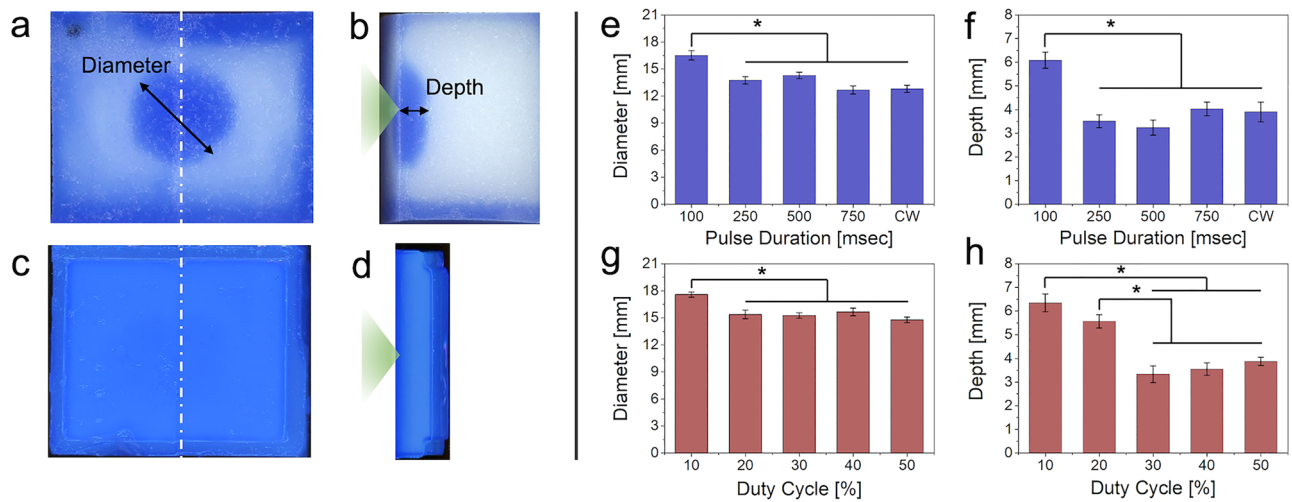 a
Diameter
b
Depth
c
d
e
21
18
15
12
9
6
3
0
Diameter [mm]
*
100 250 500 750 CW
Pulse Duration [msec]
f
8
7
6
5
4
3
2
1
0
Depth [mm]
*
100 250 500 750 CW
Pulse Duration [msec]
g
21
18
15
12
9
6
3
0
Diameter [mm]
*
10 20 30 40 50
Duty Cycle [%]
h
8
7
6
5
4
3
2
1
0
Depth [mm]
*
*
10 20 30 40 50
Duty Cycle [%]